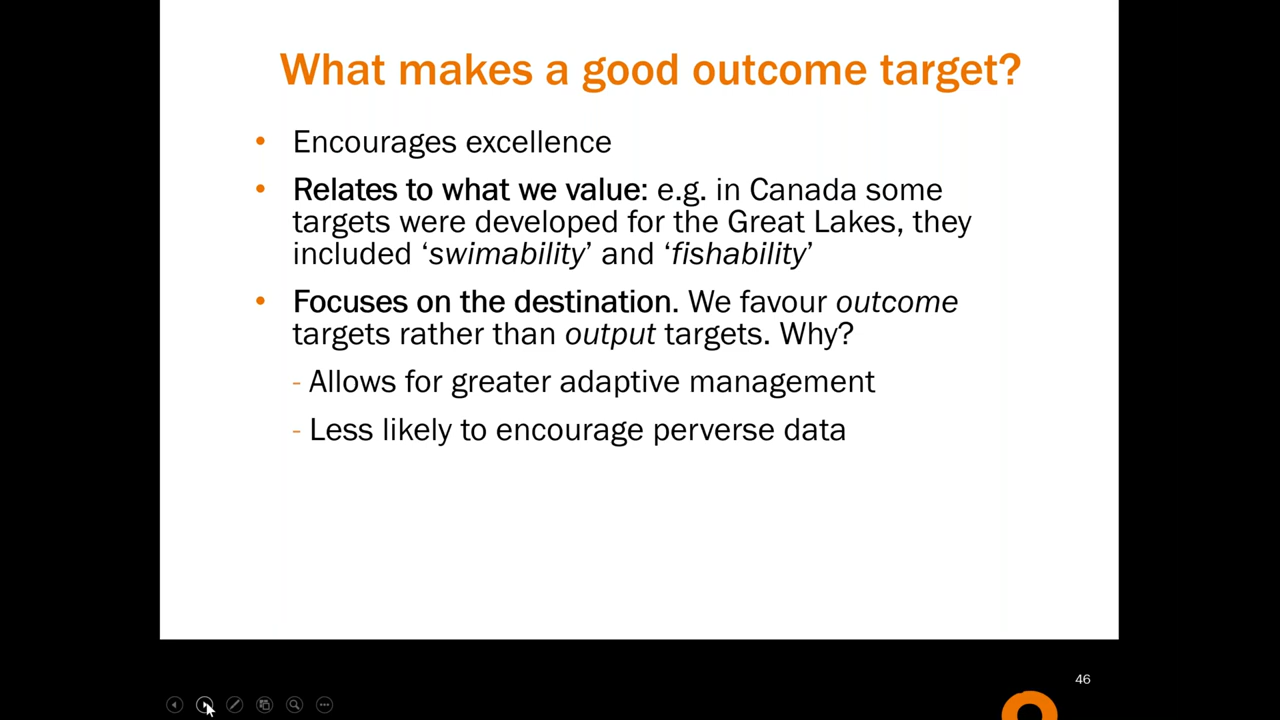 What makes a good outcome target?
• Encourages excellence
• Relates to what we value: e.g. in Canada some
targets were developed for the Great Lakes, they
included ‘swimability’ and ‘fishability’
• Focuses on the destination. We favour outcome
targets rather than output targets. Why?
- Allows for greater adaptive management
- Less likely to encourage perverse data
46